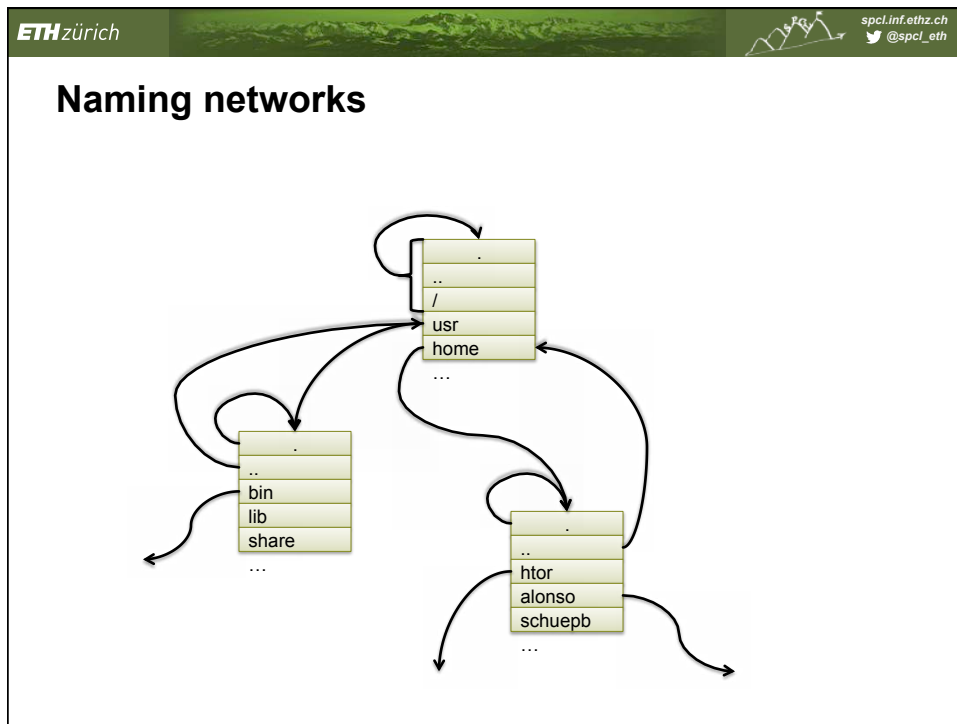 ETH zürich
spcl.inf.ethz.ch
@spcl_eth
Naming networks
.
..
/
usr
home
…
.
..
bin
lib
share
…
.
..
htor
alonso
schuepb
…